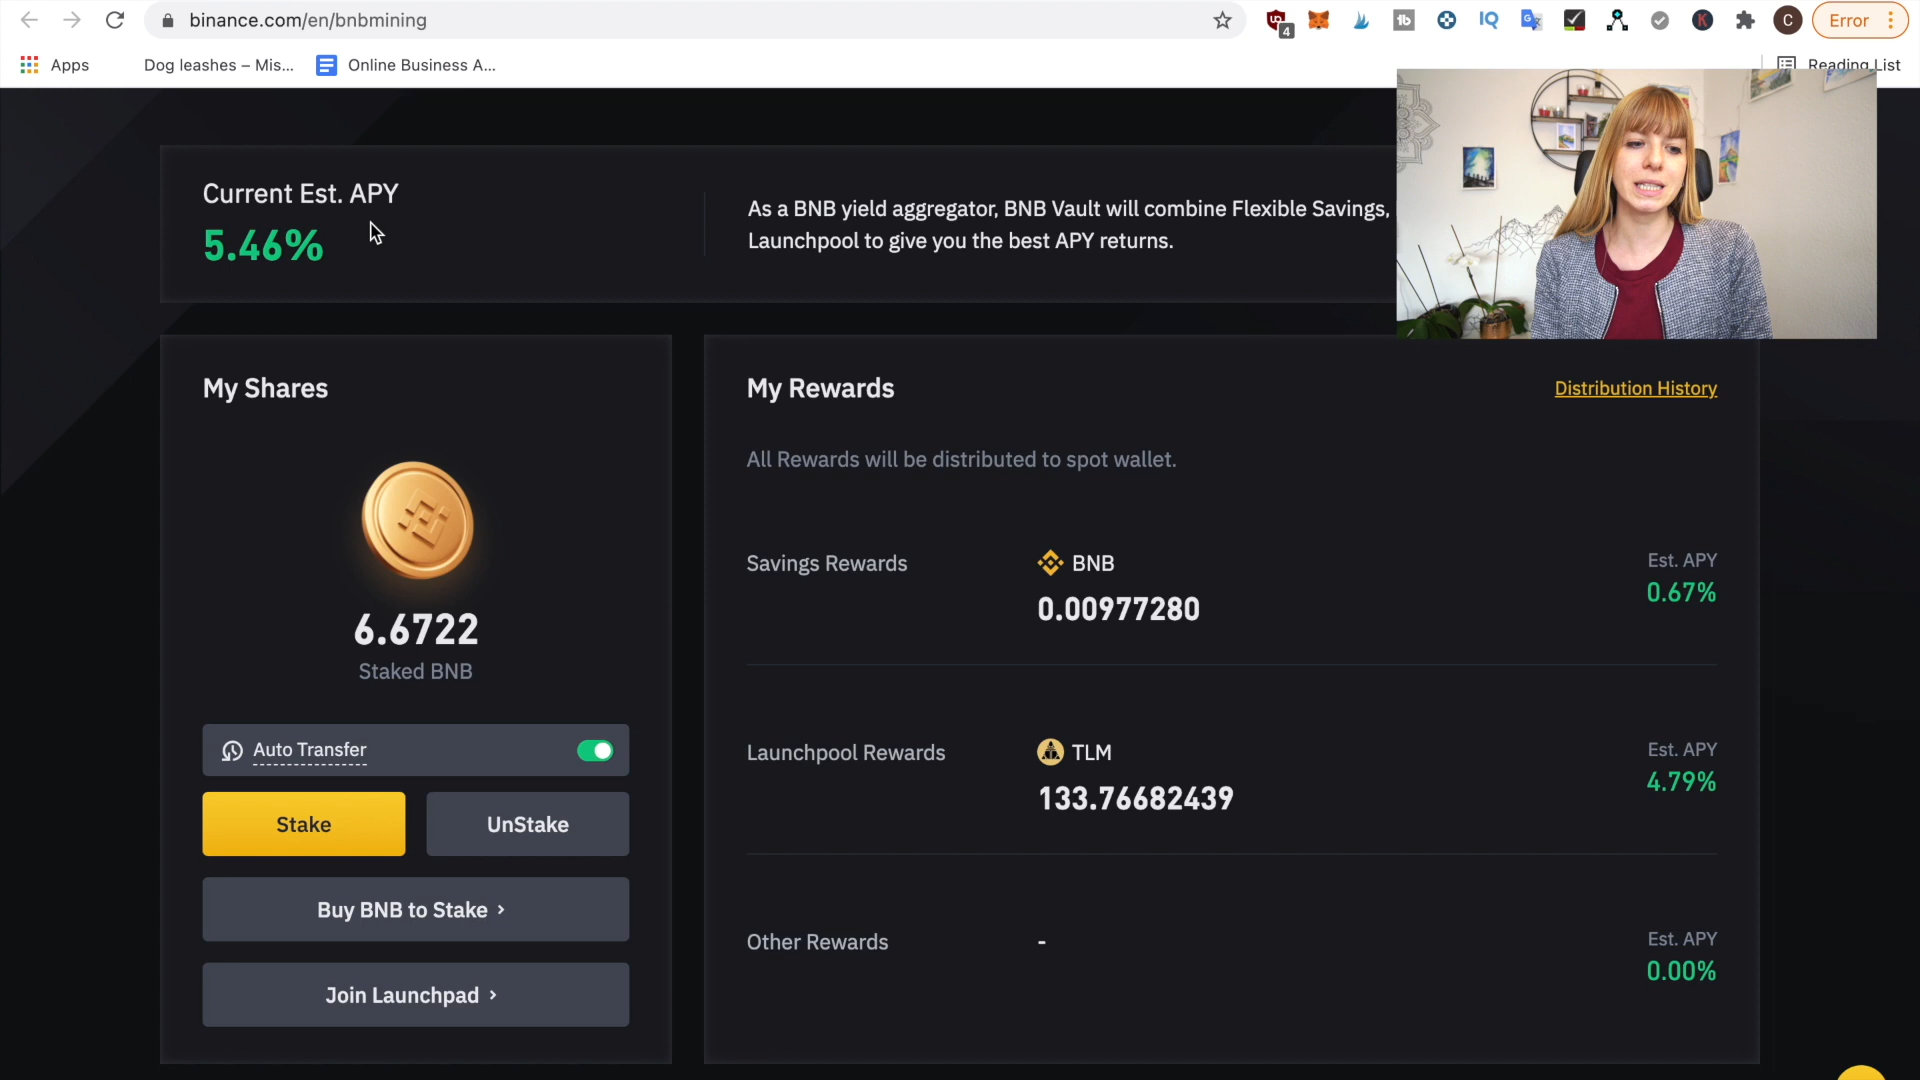 binance.com/en/bnbmining
4
C
Error
Apps
Dog leashes – Mis...
Online Business A...
Reading List
Current Est. APY
5.46%
As a BNB yield aggregator, BNB Vault will combine Flexible Savings,
Launchpool to give you the best APY returns.
My Shares
6.6722
Staked BNB
Auto Transfer
Stake
UnStake
Buy BNB to Stake
Join Launchpad
My Rewards
Distribution History
All Rewards will be distributed to spot wallet.
Savings Rewards
BNB
0.00977280
Est. APY
0.67%
Launchpool Rewards
TLM
133.76682439
Est. APY
4.79%
Other Rewards
-
Est. APY
0.00%